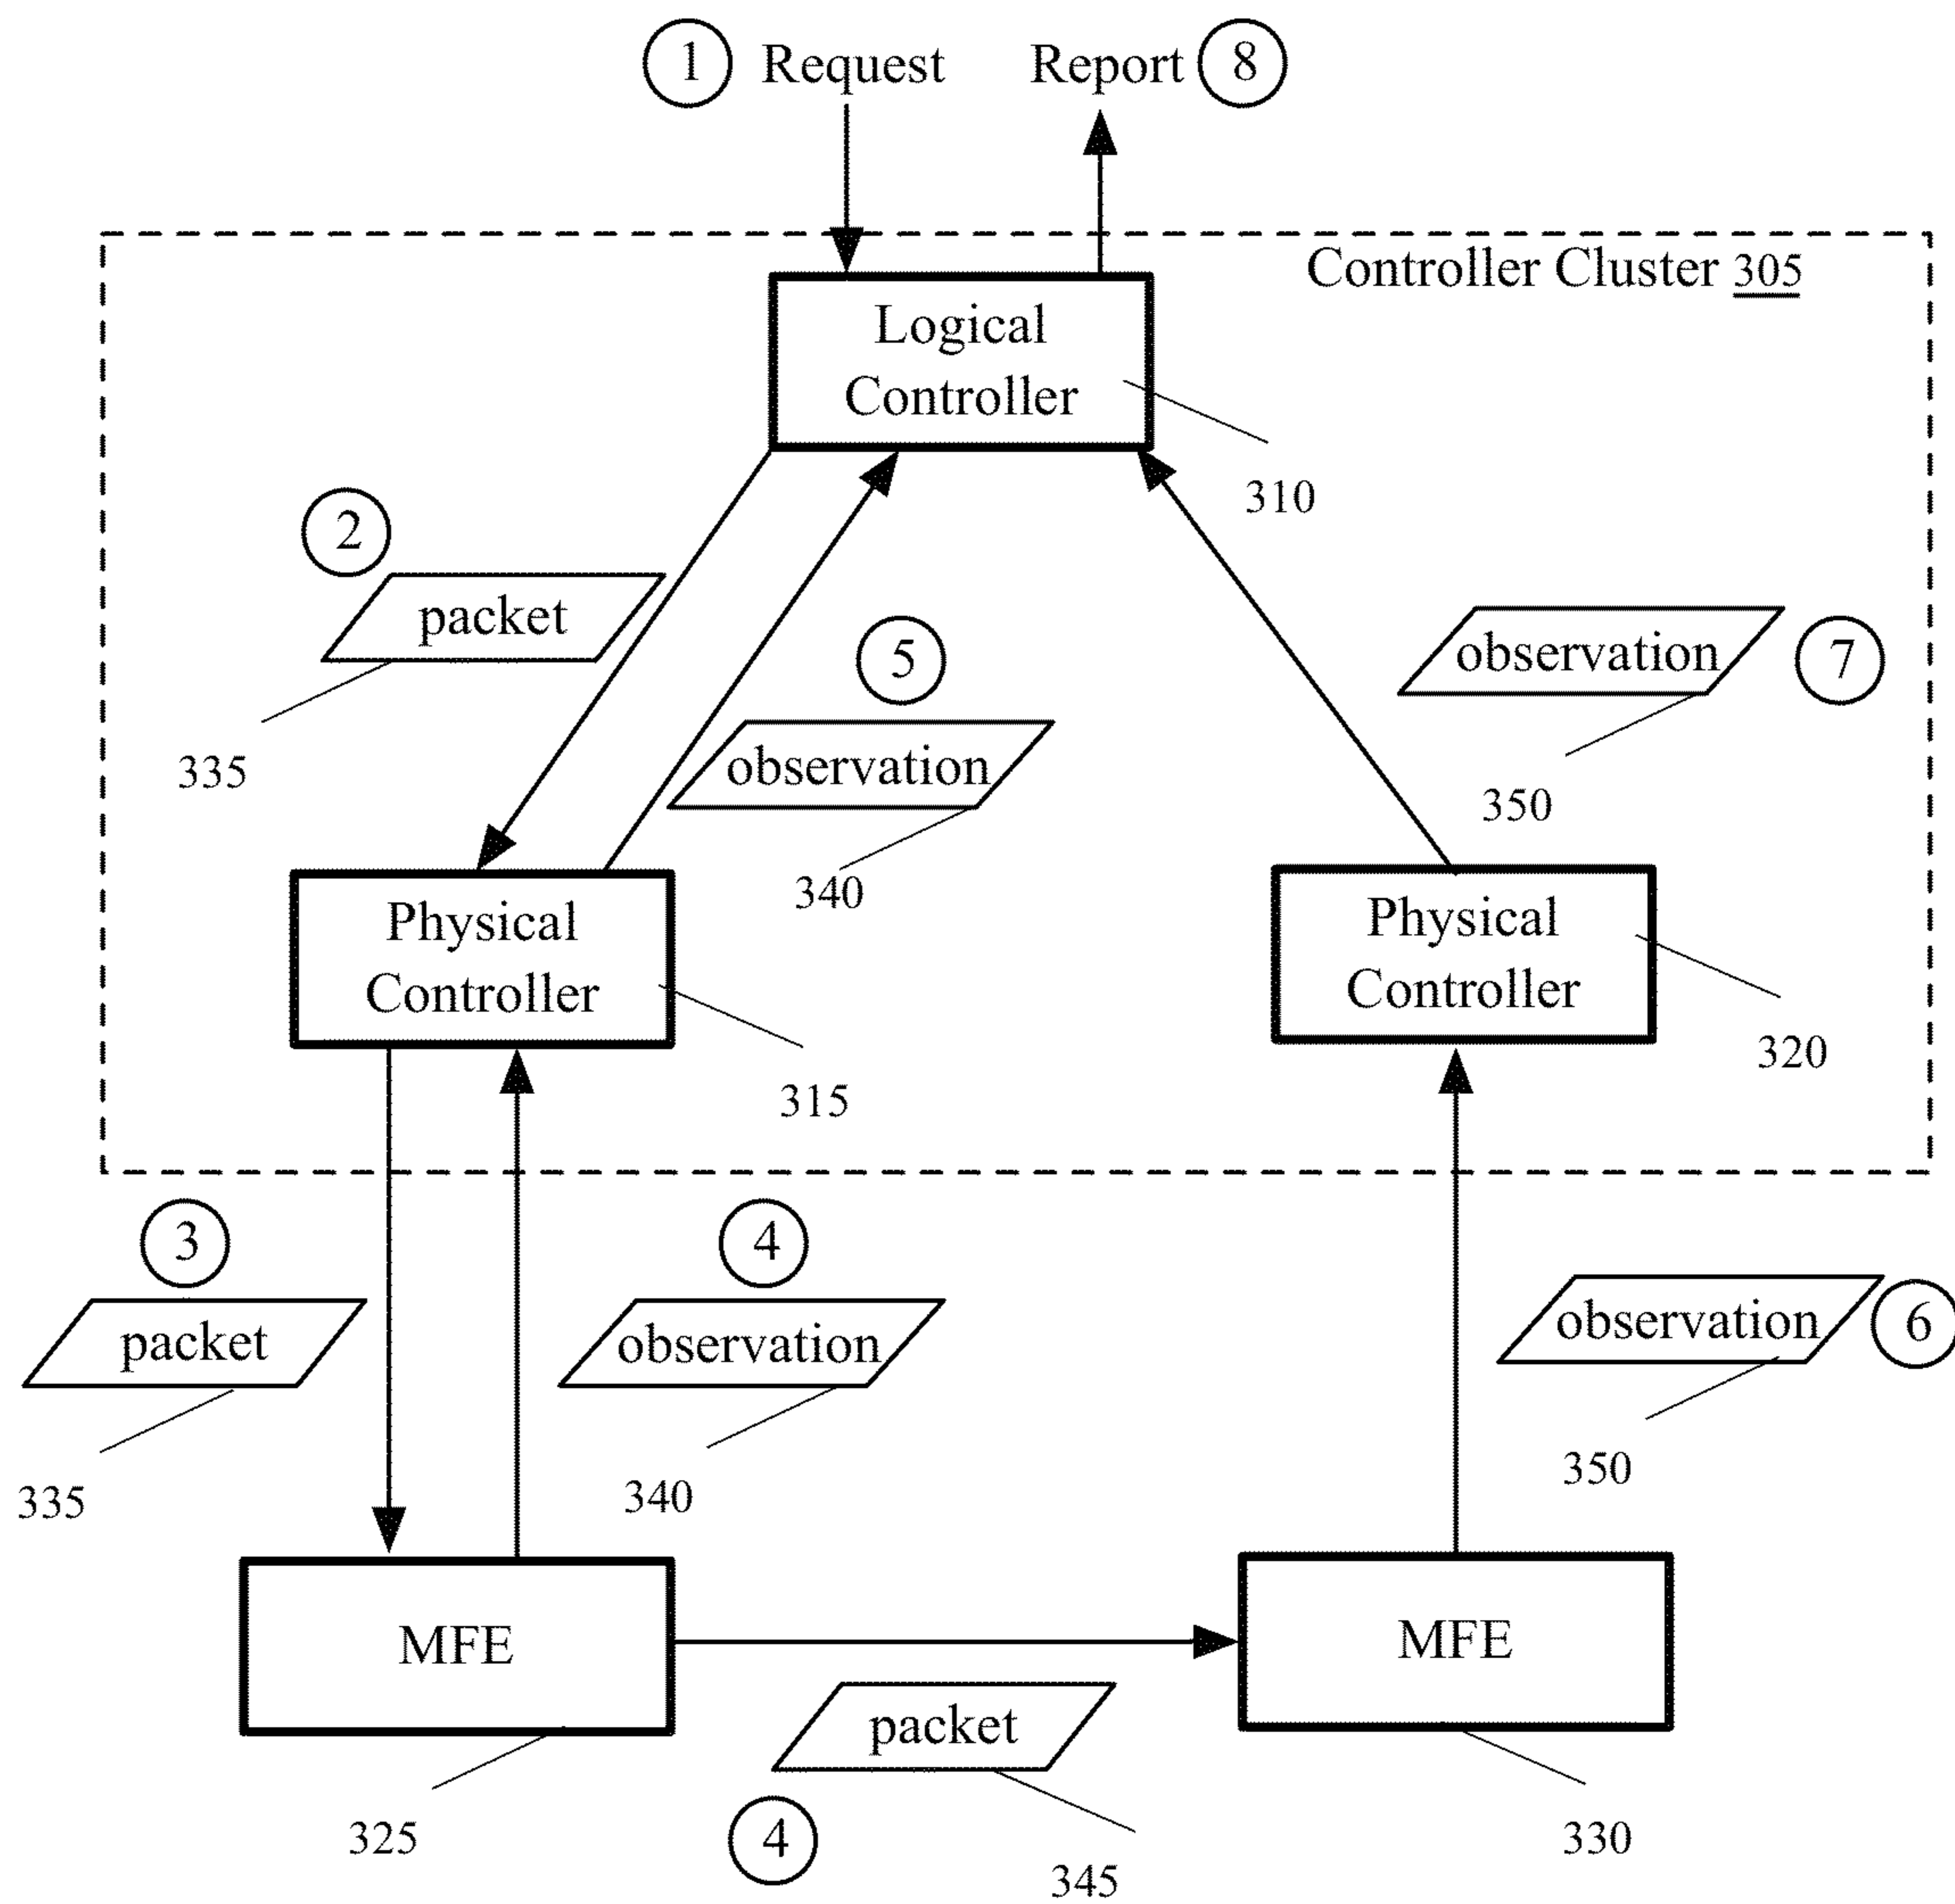 1 Request Report 8
Controller Cluster 305
Logical
Controller
310
2
packet
335
5
observation
340
observation 7
350
Physical
Controller
315
Physical
Controller
320
3
packet
335
4
observation
340
observation 6
350
MFE
325
MFE
330
packet
4
345